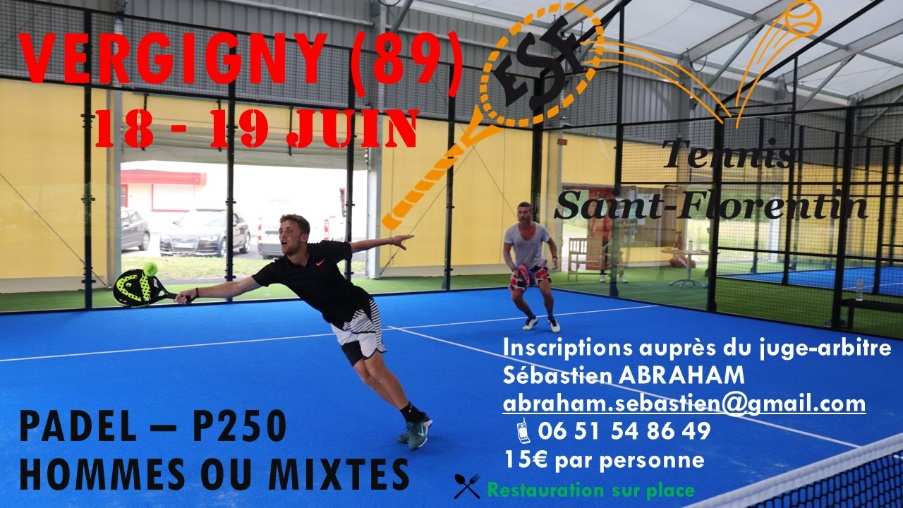 VERGIGNY (89)
18 - 19 JUIN
ESF
Tennis
Saint-Florentin
Inscriptions auprès du juge-arbitre
Sébastien ABRAHAM
abraham.sebastien@gmail.com
06 51 54 86 49
15€ par personne
Restauration sur place
PADEL – P250
HOMMES OU MIXTES